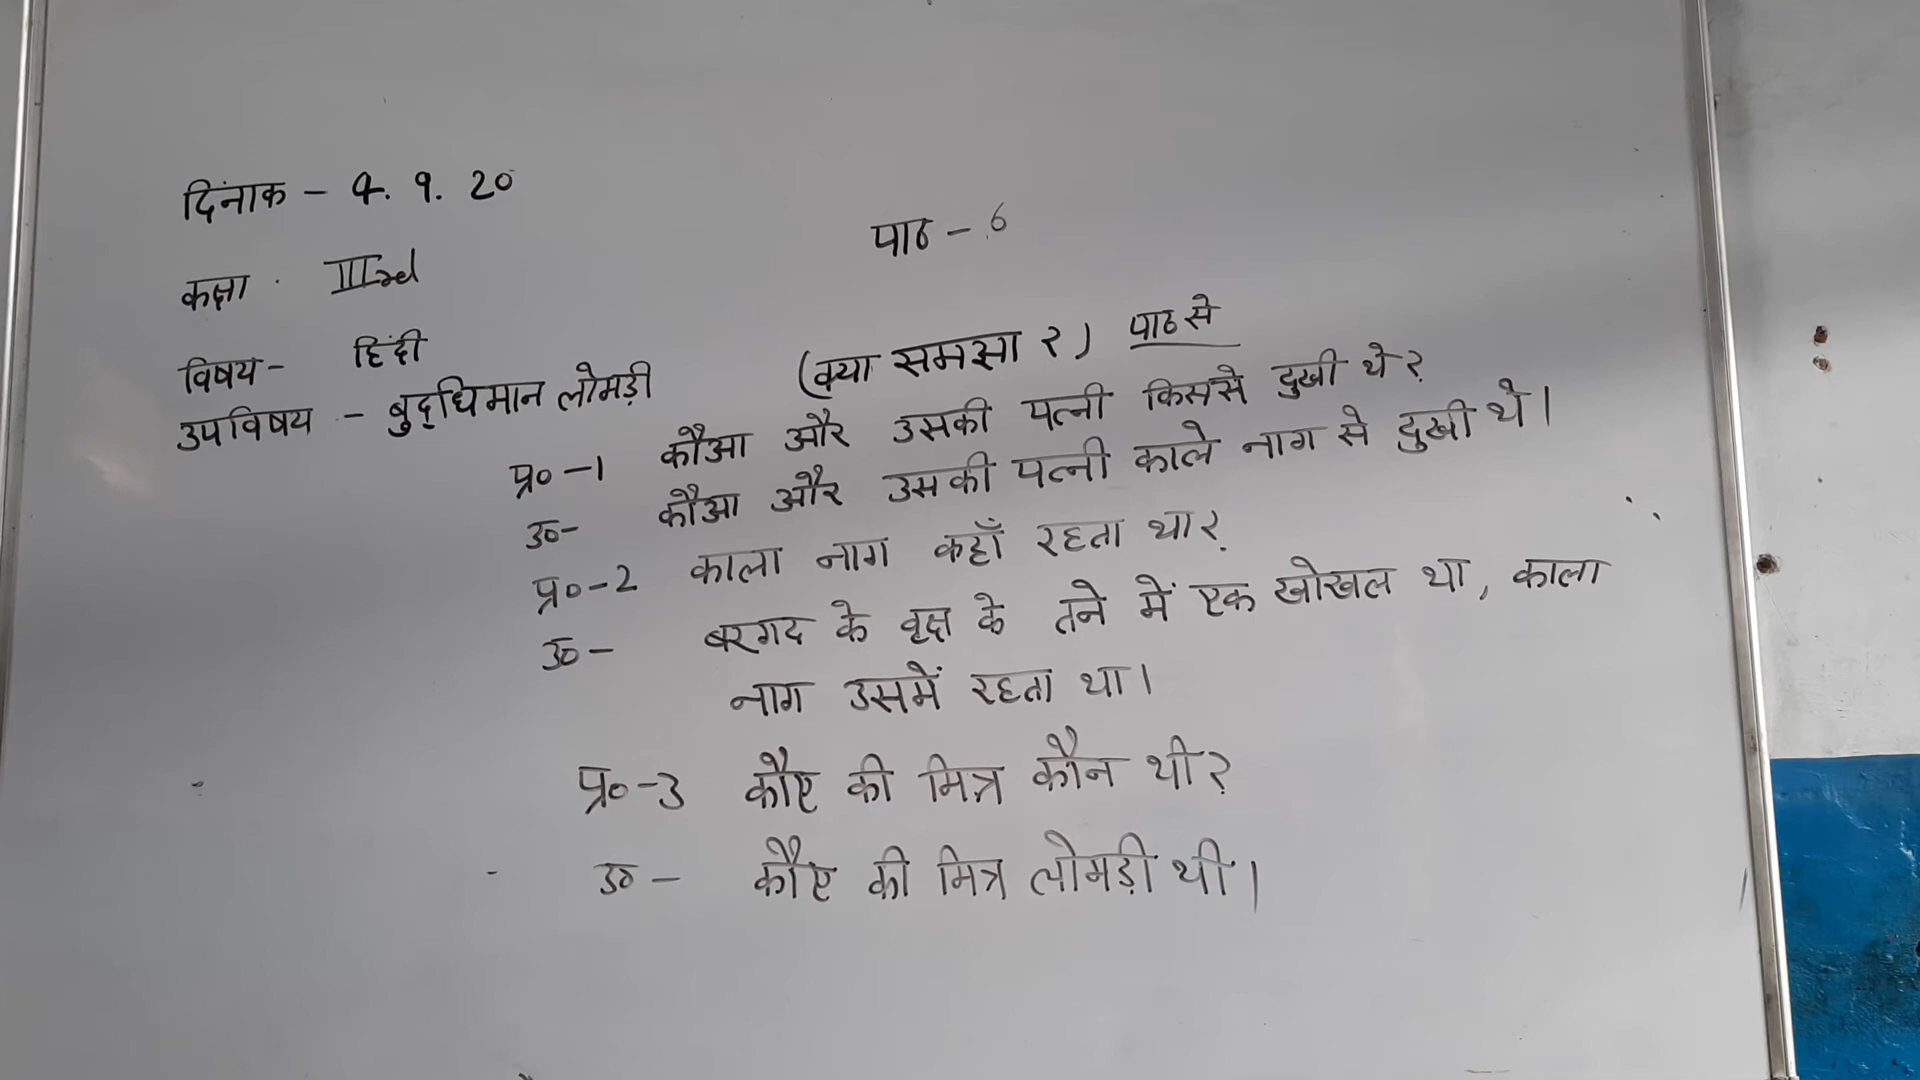 दिंनाक - 4. 9. 20
पाठ - 6
कक्षा . IIIrd
विषय - हिंदी
(क्या समझा ?) पाठ से
उपविषय - बुद्धिमान लोमड़ी
प्र० -1 कौआ और उसकी पत्नी किससे दुखी थे ?
उ० - कौआ और उसकी पत्नी काले नाग से दुखी थे ।
प्र० -2 काला नाग कहाँ रहता था ?
उ० - बरगद के वृक्ष के तने में एक खोखल था , काला
नाग उसमें रहता था ।
प्र० -3 कौए की मित्र कौन थी ?
उ० - कौए की मित्र लोमड़ी थी ।